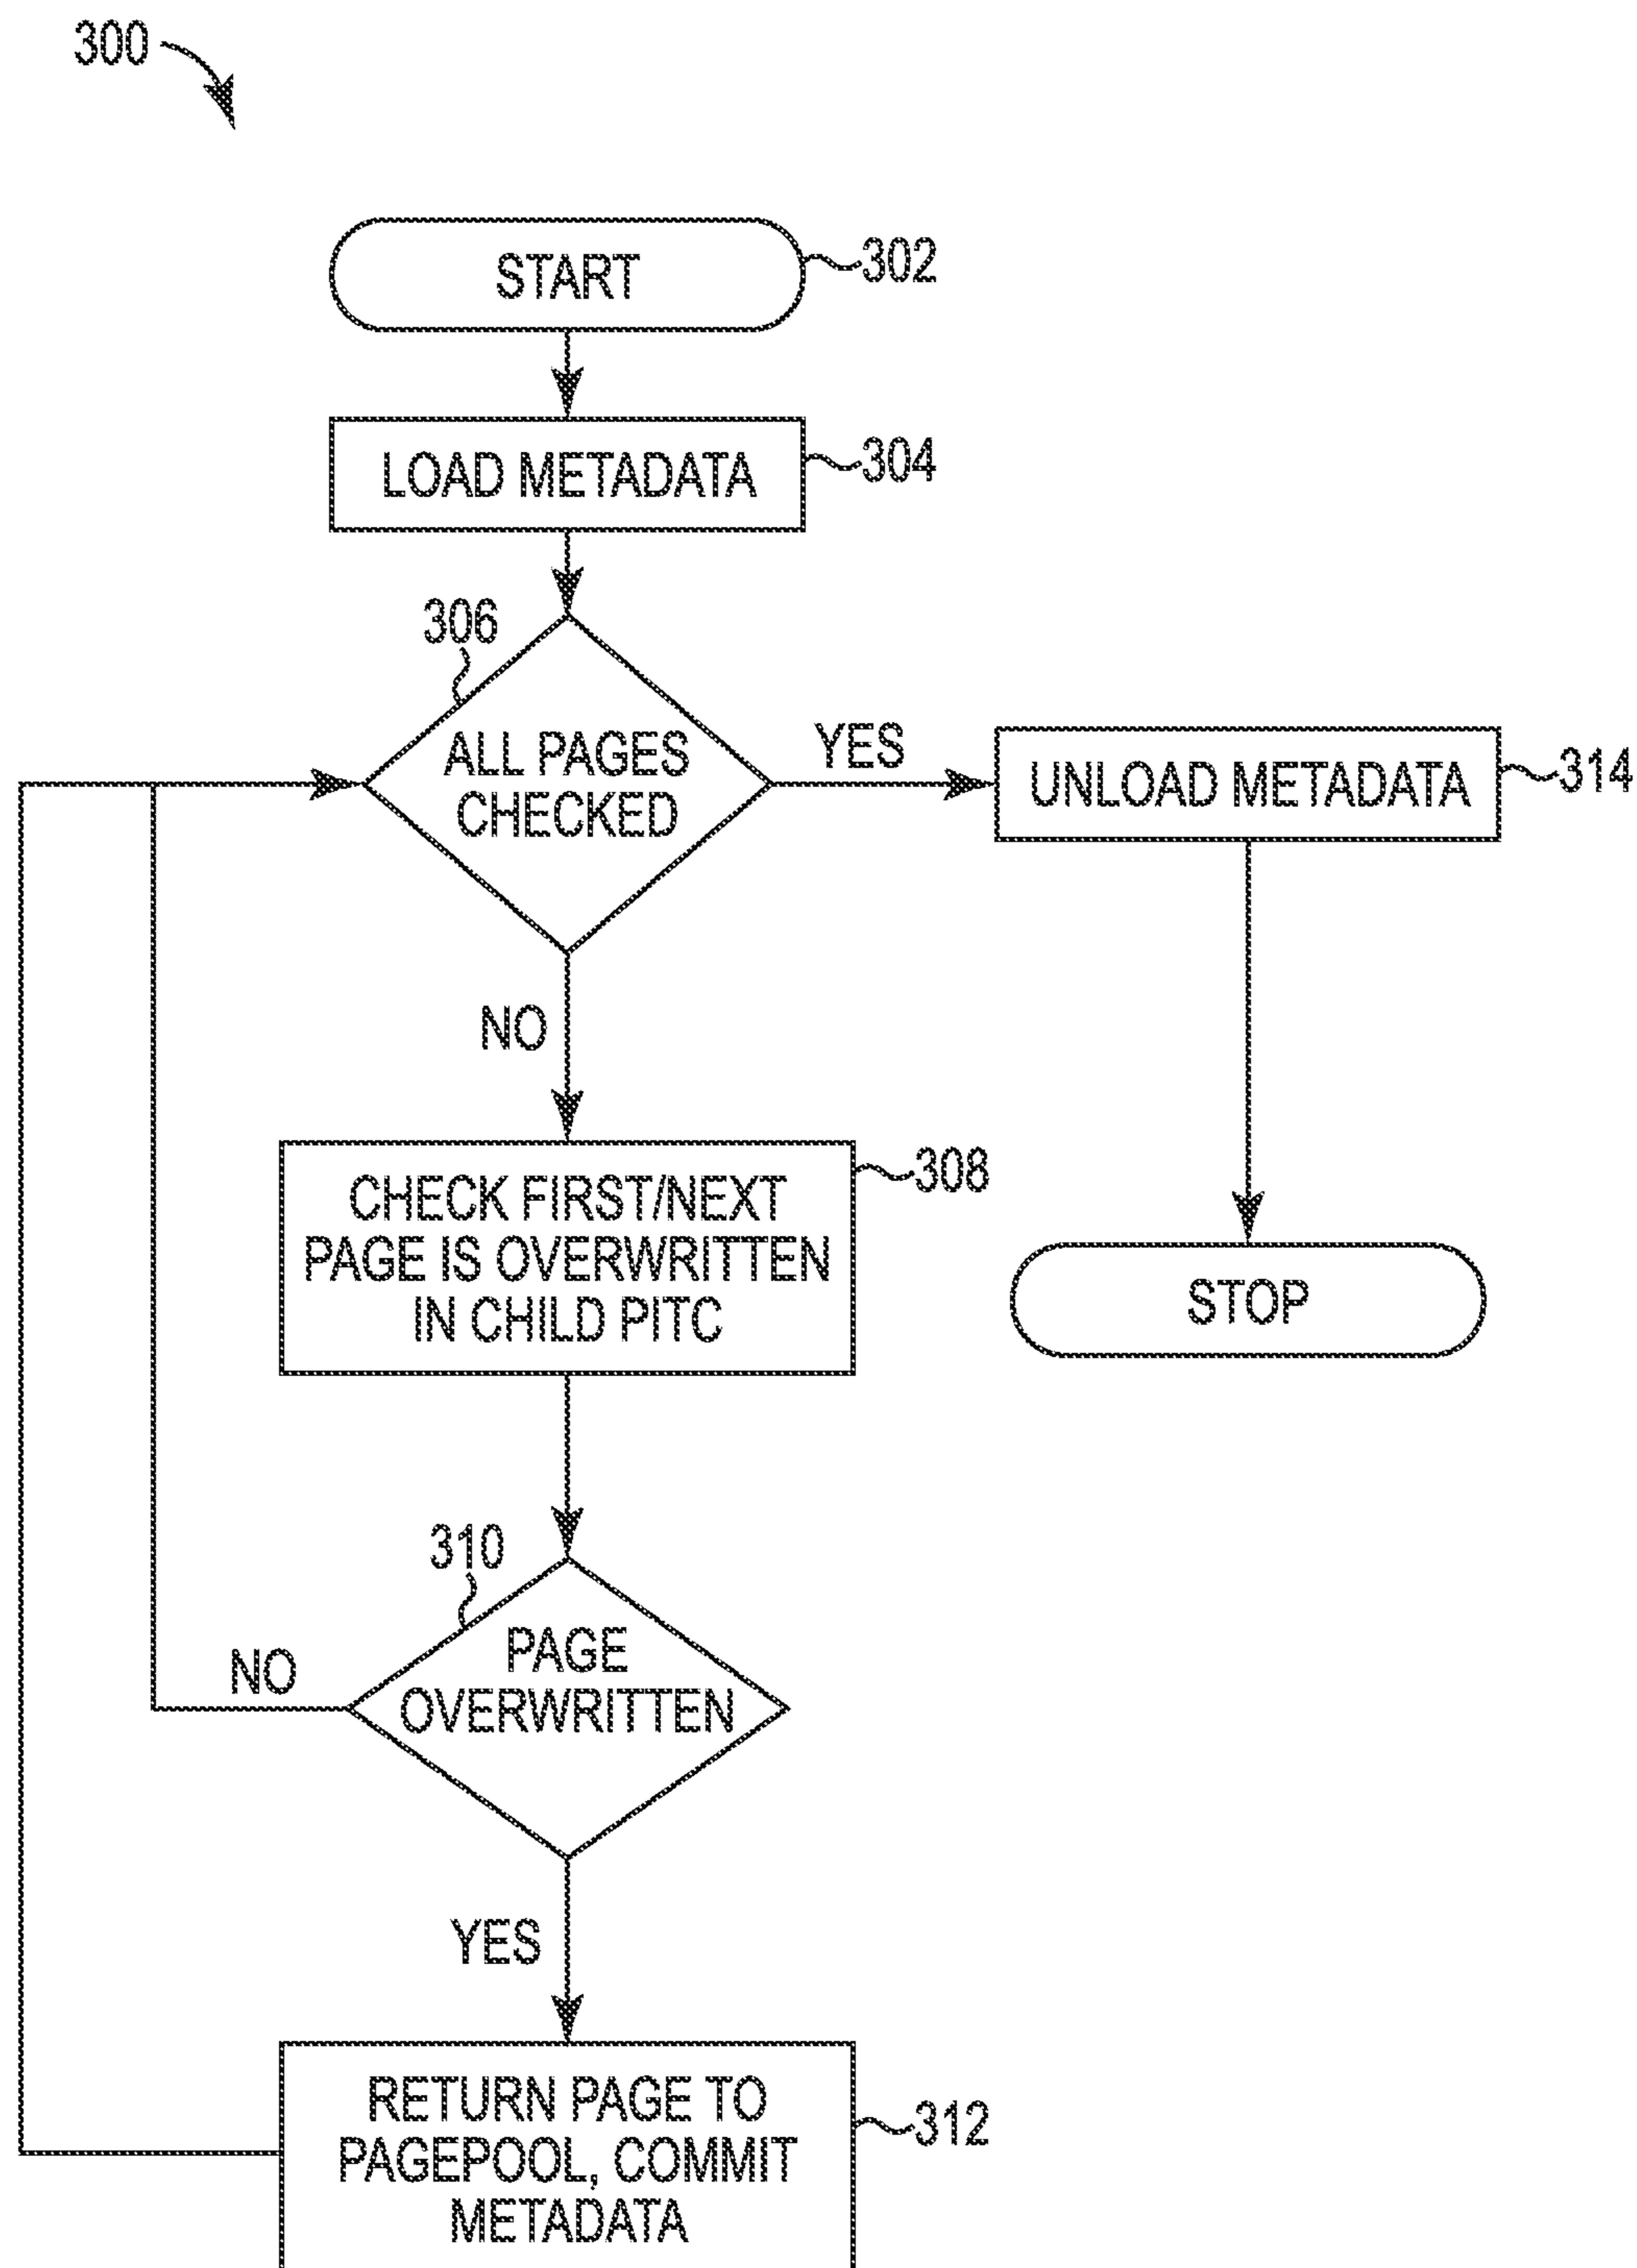 300
START
302
LOAD METADATA
304
306
ALL PAGES
CHECKED
YES
UNLOAD METADATA
314
NO
CHECK FIRST/NEXT
PAGE IS OVERWRITTEN
IN CHILD PITC
308
STOP
310
PAGE
OVERWRITTEN
NO
YES
RETURN PAGE TO
PAGEPOOL, COMMIT
METADATA
312